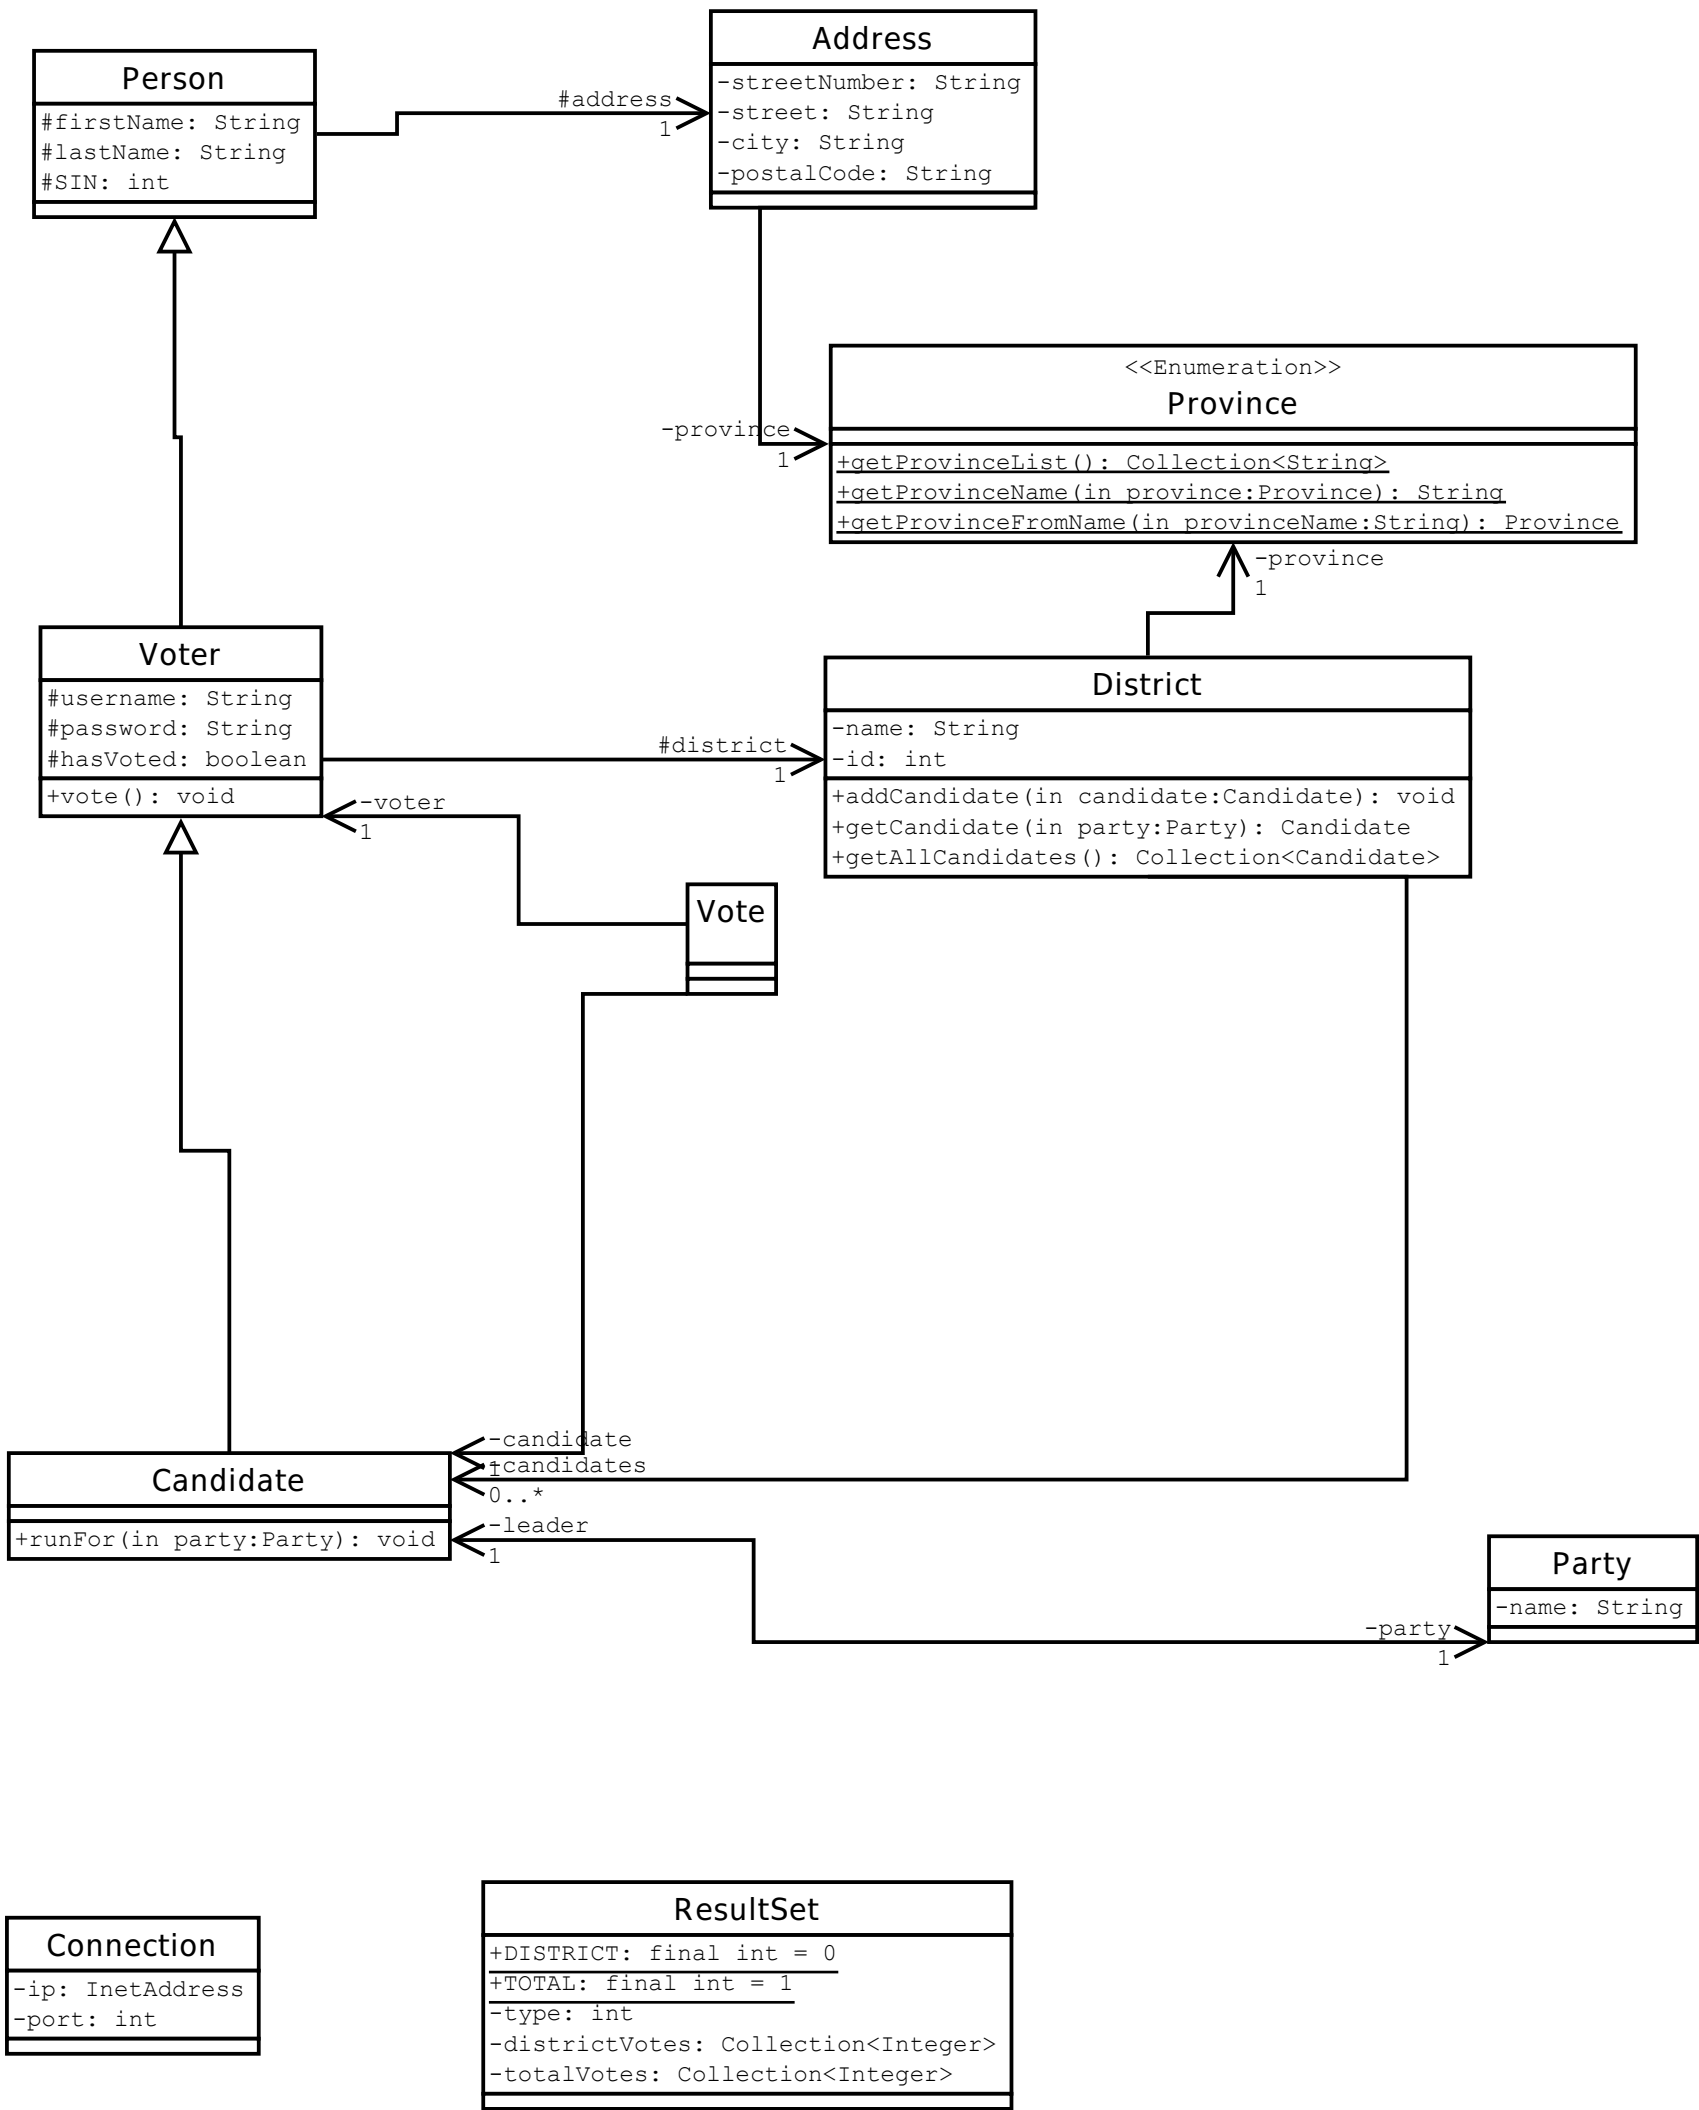 Address
-streetNumber: String
-street: String
-city: String
-postalCode: String
Person
#firstName: String
#lastName: String
#SIN: int
#address
1
<<Enumeration>>
Province
+getProvinceList(): Collection<String>
+getProvinceName(in province:Province): String
+getProvinceFromName(in provinceName:String): Province
-province
1
-province
1
Voter
#username: String
#password: String
#hasVoted: boolean
+vote(): void
#district
1
District
-name: String
-id: int
+addCandidate(in candidate:Candidate): void
+getCandidate(in party:Party): Candidate
+getAllCandidates(): Collection<Candidate>
-voter
1
Vote
-candidate
1
-candidates
0..*
Candidate
+runFor(in party:Party): void
-leader
1
Party
-name: String
-party
1
Connection
-ip: InetAddress
-port: int
ResultSet
+DISTRICT: final int = 0
+TOTAL: final int = 1
-type: int
-districtVotes: Collection<Integer>
-totalVotes: Collection<Integer>